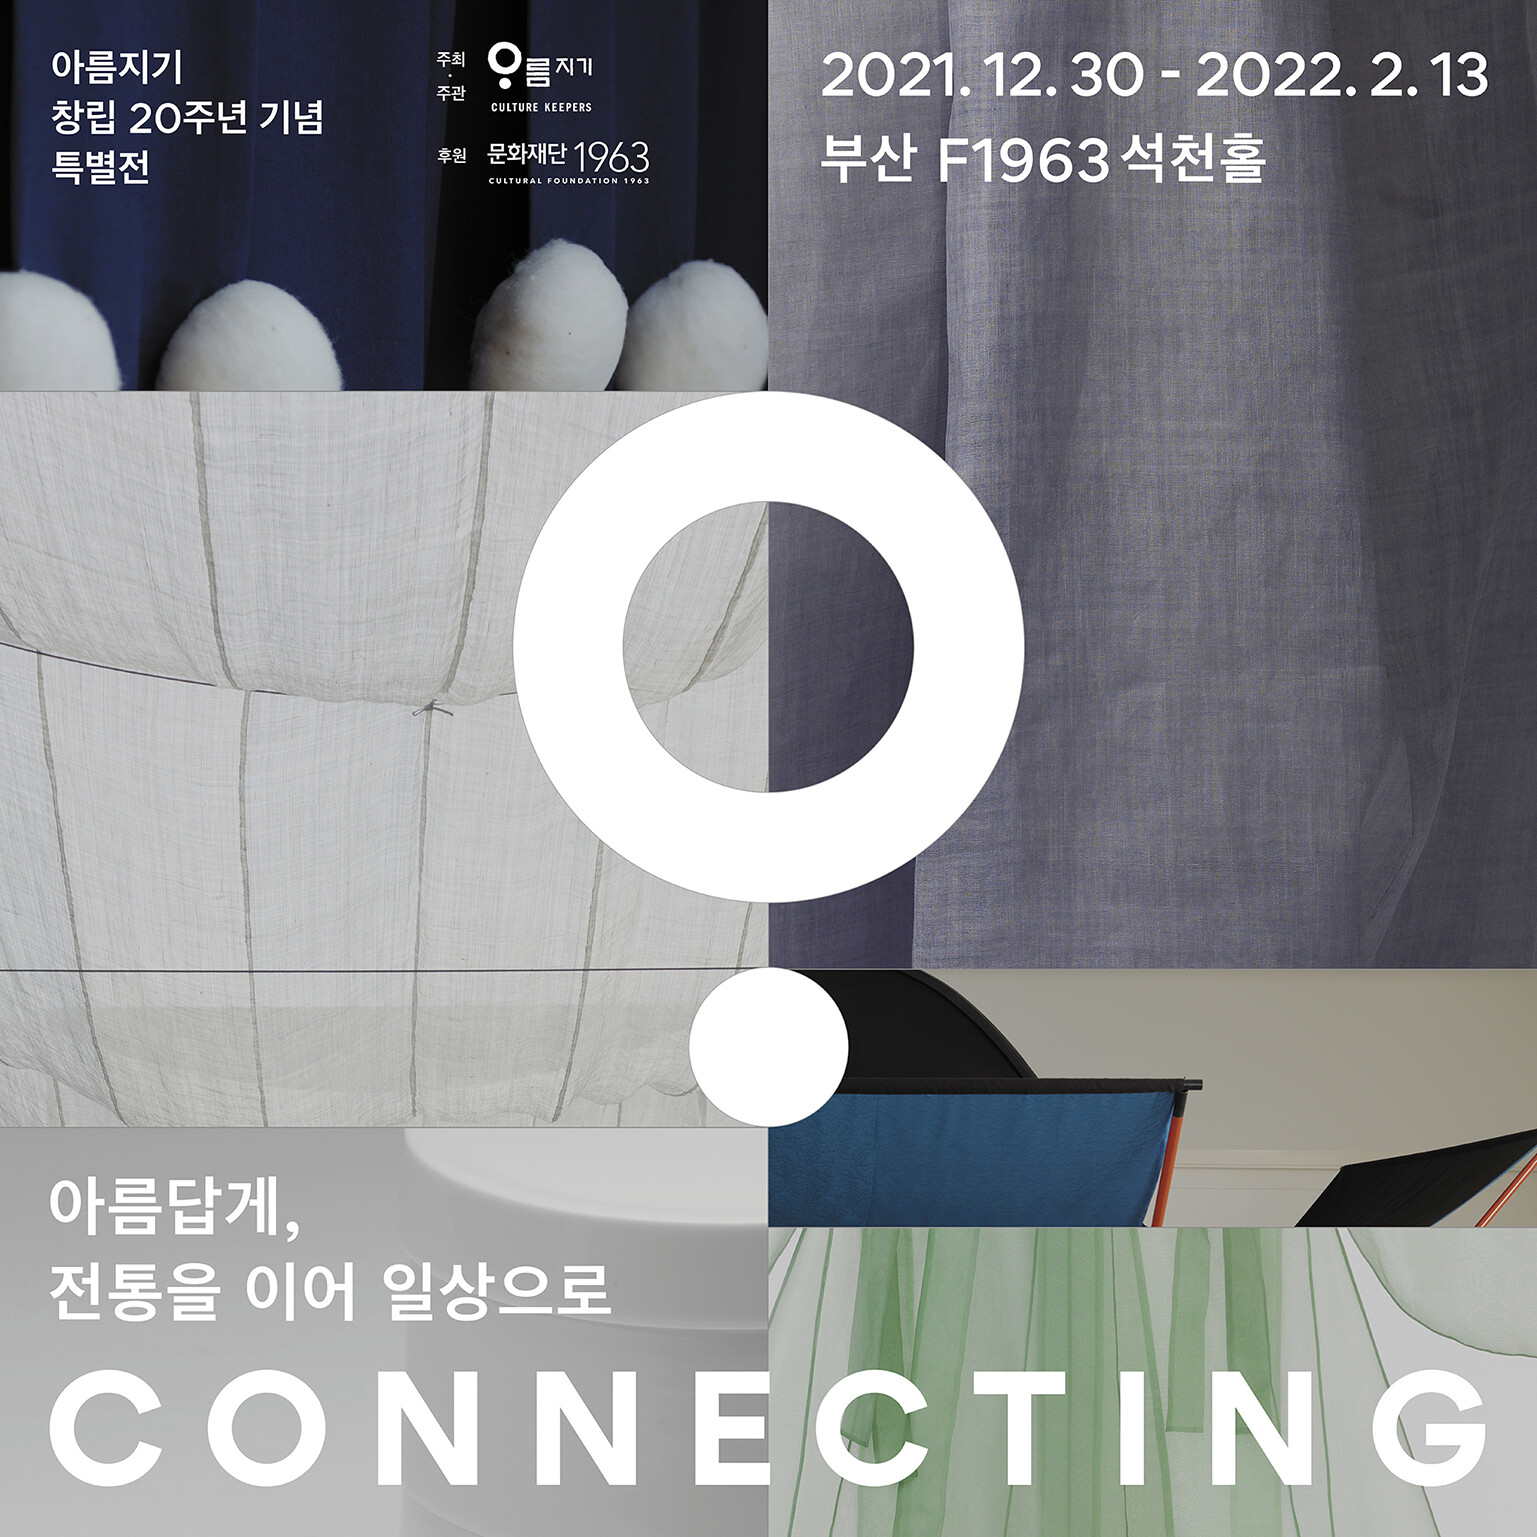 아름지기
창립 20주년 기념
특별전
주최
·
주관
아름지기
CULTURE KEEPERS
후원
문화재단 1963
CULTURAL FOUNDATION 1963
2021. 12. 30 - 2022. 2. 13
부산 F1963 석천홀
아름답게,
전통을 이어 일상으로
CONNECTING